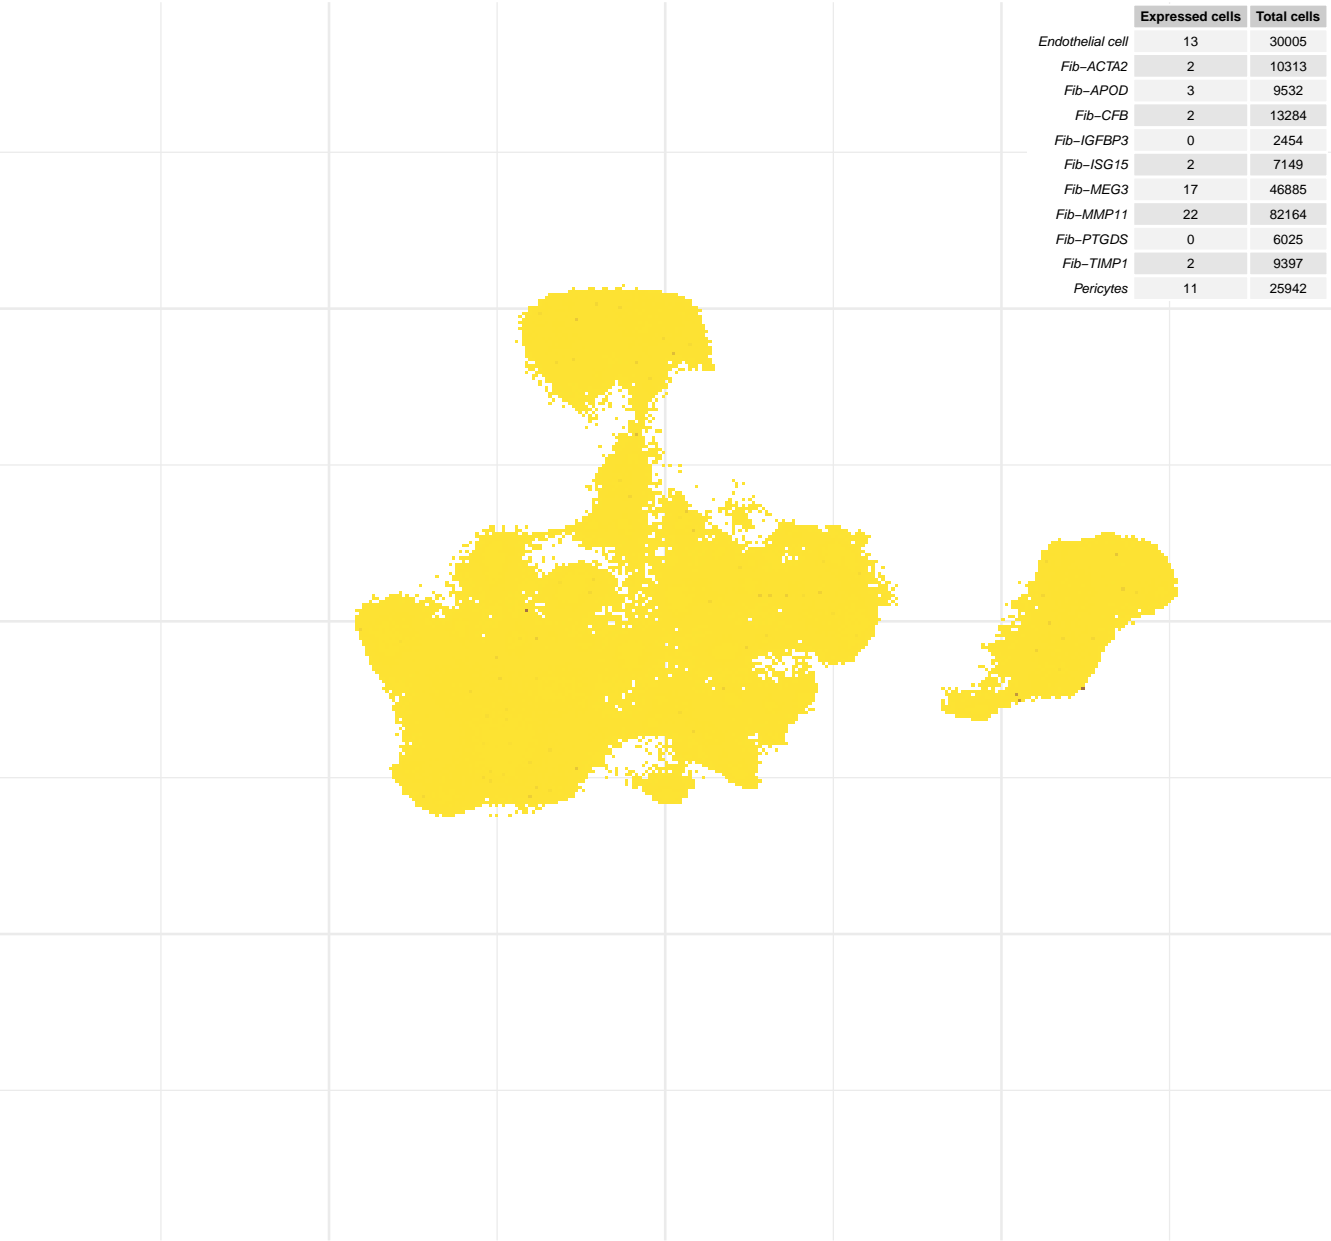 Expressed cells Total cells
Endothelial cell 13 30005
Fib−ACTA2 2 10313
Fib−APOD 3 9532
Fib−CFB 2 13284
Fib−IGFBP3 0 2454
Fib−ISG15 2 7149
Fib−MEG3 17 46885
Fib−MMP11 22 82164
Fib−PTGDS 0 6025
Fib−TIMP1 2 9397
Pericytes 11 25942